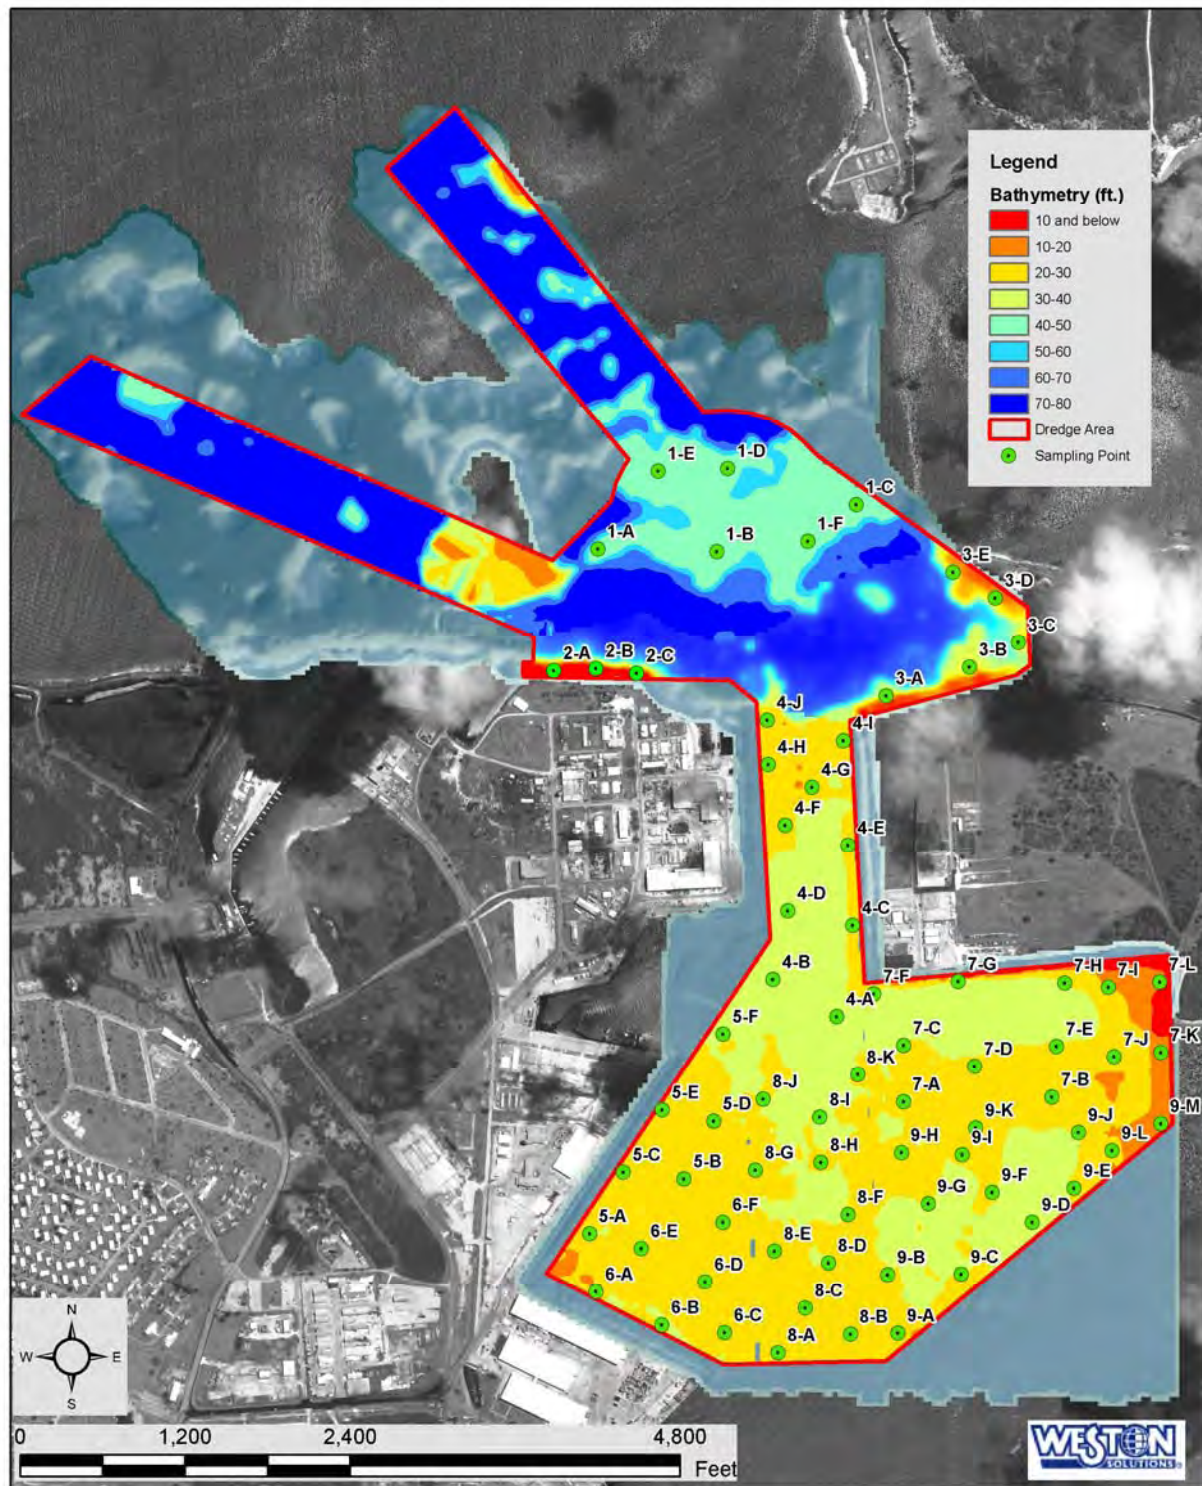 Legend
Bathymetry (ft.)
10 and below
10-20
20-30
30-40
40-50
50-60
60-70
70-80
Dredge Area
Sampling Point
1-E
1-D
1-C
1-A
1-B
1-F
3-E
3-D
3-C
3-B
3-A
2-A
2-B
2-C
4-J
4-I
4-H
4-G
4-F
4-E
4-D
4-C
4-B
4-A
7-F
7-G
7-H
7-I
7-L
5-F
7-C
7-E
7-J
7-K
8-K
7-D
5-E
5-D
8-J
8-I
7-A
7-B
9-M
9-K
9-J
5-C
5-B
8-G
8-H
9-H
9-I
9-L
9-E
5-A
6-E
6-F
8-F
9-G
9-F
9-D
6-A
6-D
8-E
8-D
9-B
9-C
6-B
6-C
8-C
8-A
8-B
9-A
N
W
E
S
0
1,200
2,400
4,800
Feet
WESTON
SOLUTIONS